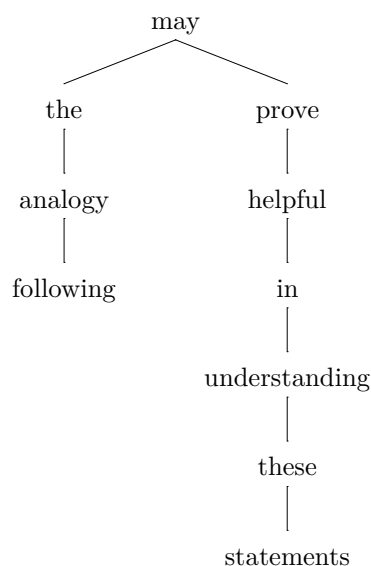 may
the prove
analogy helpful
following in
understanding
these
statements